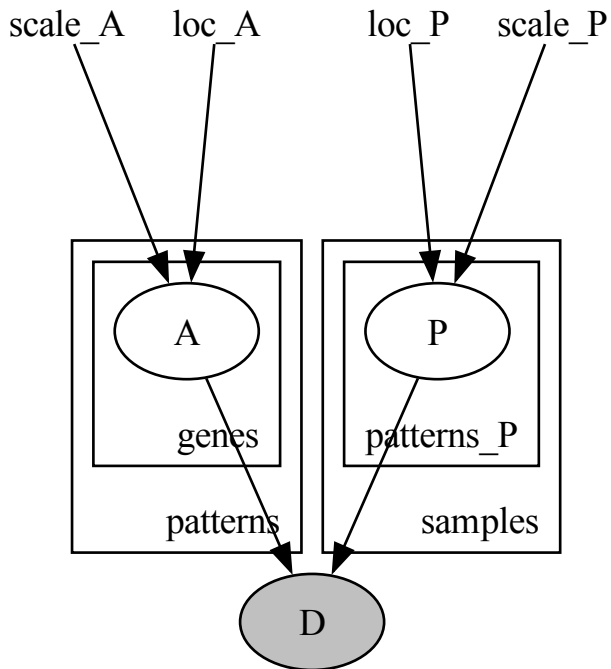 scale_A loc_A loc_P scale_P
A P
genes patterns_P
patterns samples
D